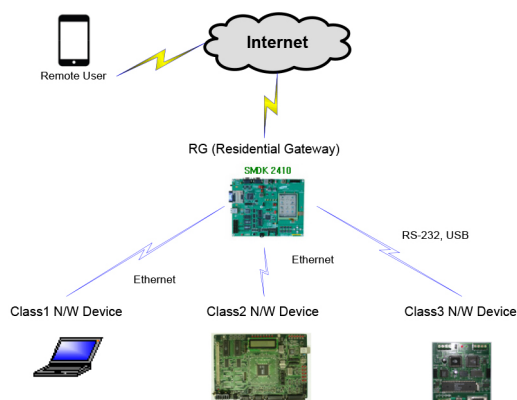 Internet
Remote User
RG (Residential Gateway)
SMDK 2410
RS-232, USB
Ethernet
Ethernet
Class1 N/W Device
Class2 N/W Device
Class3 N/W Device